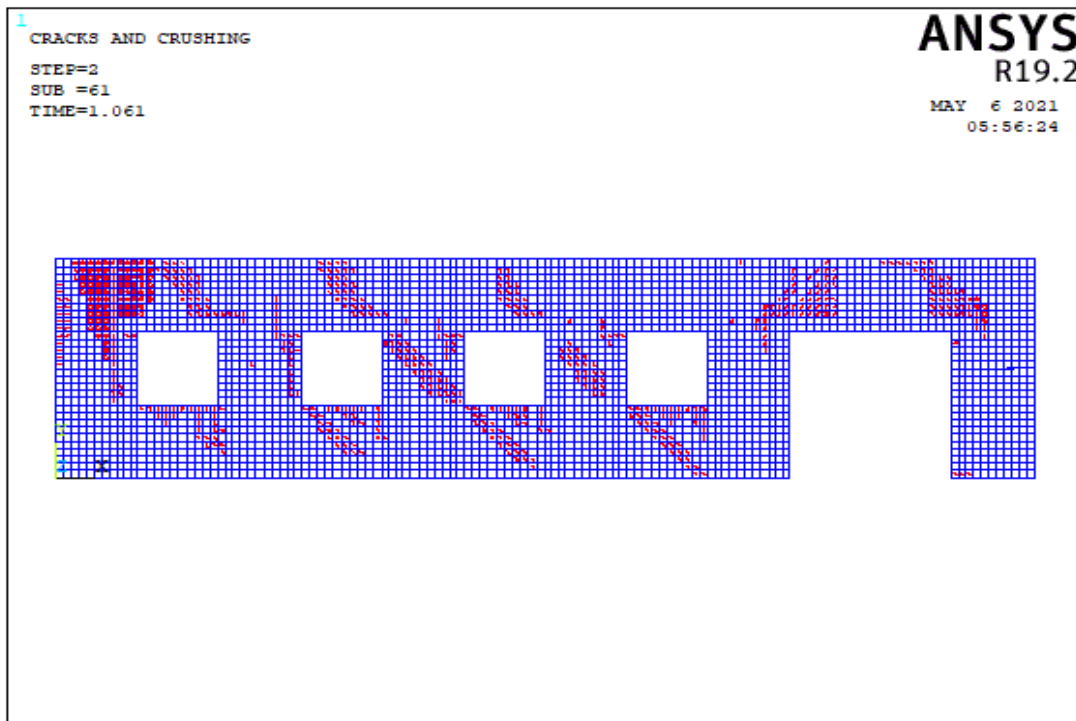 1
CRACKS AND CRUSHING
STEP=2
SUB =61
TIME=1.061
ANSYS
R19.2
MAY  6 2021
05:56:24
Y
X